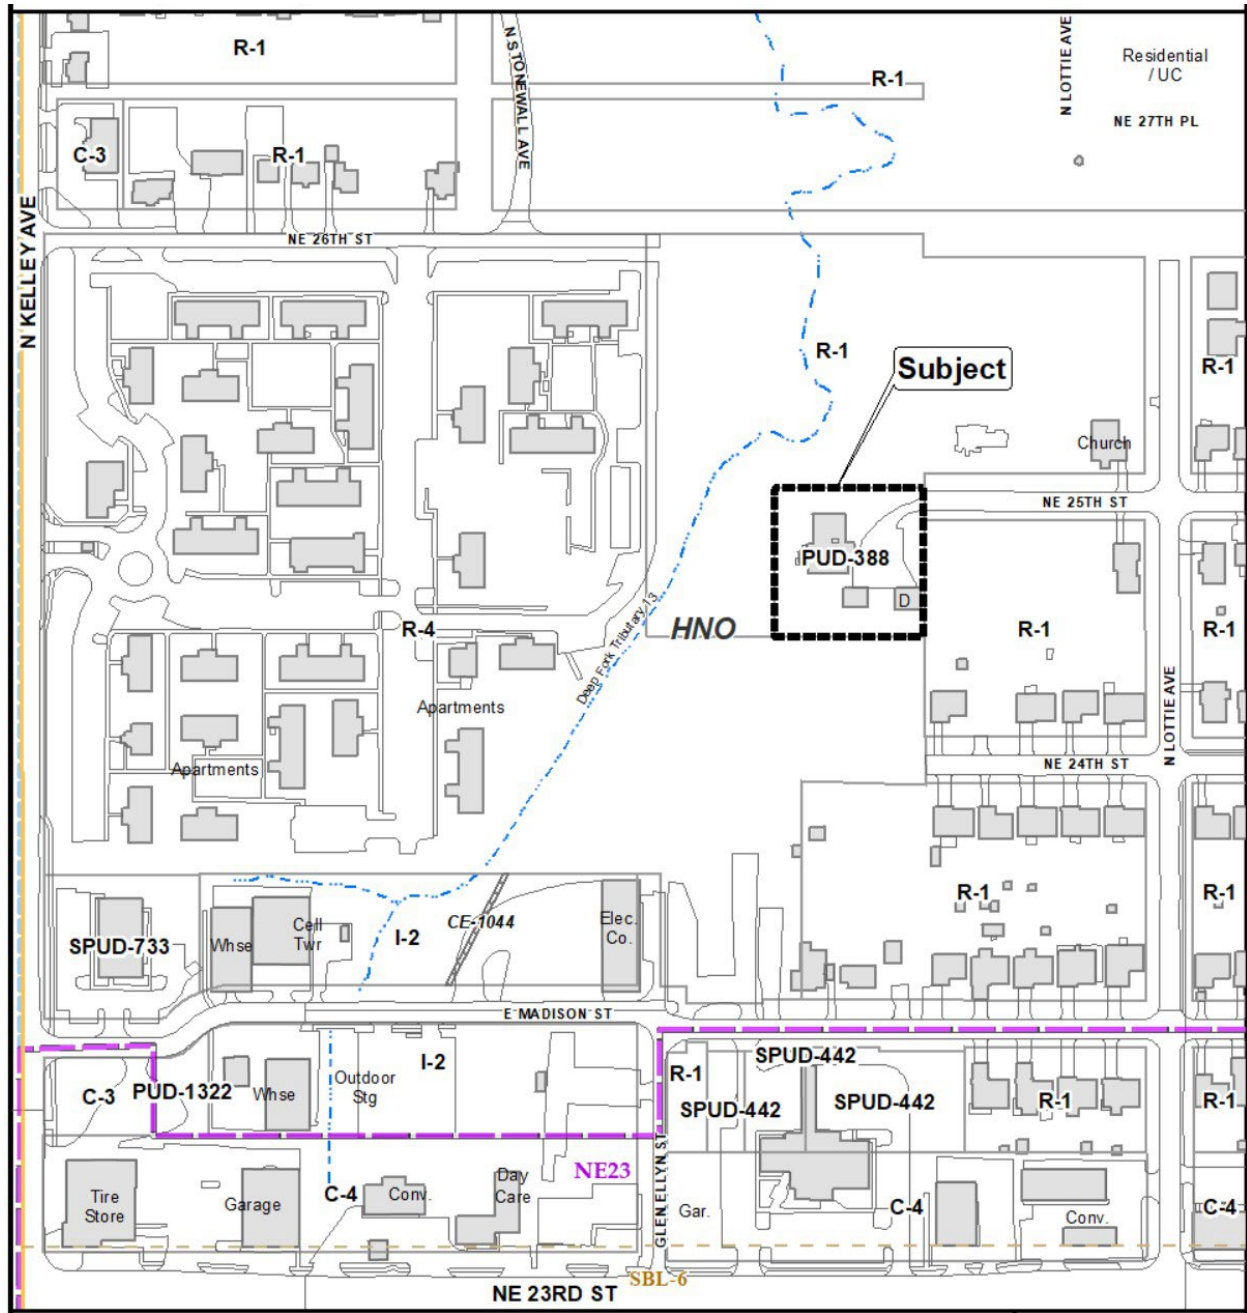 R-1
N STONEWALL AVE
R-1
N LOTTIE AVE
Residential
/ UC
NE 27TH PL
C-3
R-1
N KELLEY AVE
NE 26TH ST
R-1
Subject
R-1
Church
NE 25TH ST
PUD-388
D
R-4
HNO
R-1
R-1
Deep Fork Tributary 13
Apartments
N LOTTIE AVE
NE 24TH ST
Apartments
R-1
R-1
SPUD-733
Whse
Cell
Twr
I-2
CE-1044
Elec.
Co.
E MADISON ST
C-3
PUD-1322
Whse
Outdoor
Stg
I-2
R-1
SPUD-442
SPUD-442
SPUD-442
R-1
R-1
NE23
GLEN ELLYN ST
Tire
Store
Garage
C-4
Conv.
Day
Care
Gar.
C-4
Conv.
C-4
SBL-6
NE 23RD ST